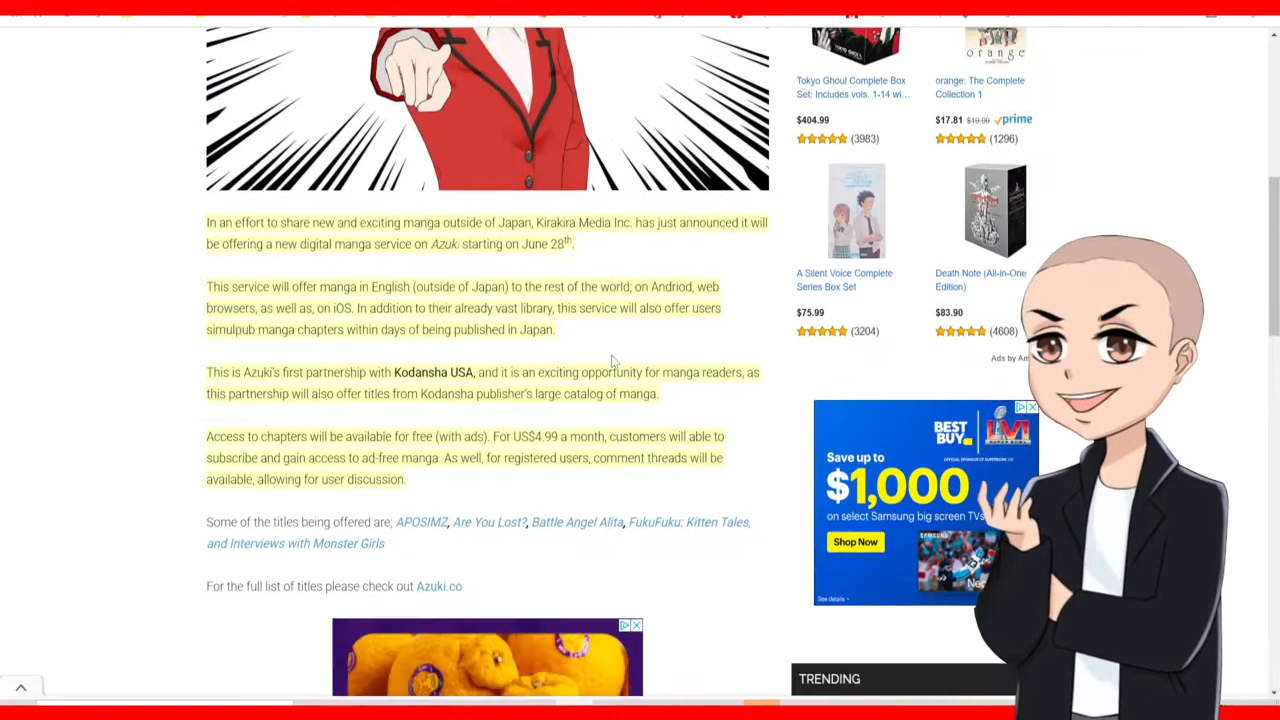 In an effort to share new and exciting manga outside of Japan, Kirakira Media Inc. has just announced it will
be offering a new digital manga service on Azuki starting on June 28th.
This service will offer manga in English (outside of Japan) to the rest of the world; on Andriod, web
browsers, as well as, on iOS. In addition to their already vast library, this service will also offer users
simulpub manga chapters within days of being published in Japan.
This is Azuki's first partnership with Kodansha USA, and it is an exciting opportunity for manga readers, as
this partnership will also offer titles from Kodansha publisher's large catalog of manga.
Access to chapters will be available for free (with ads). For US$4.99 a month, customers will able to
subscribe and gain access to ad-free manga. As well, for registered users, comment threads will be
available, allowing for user discussion.
Some of the titles being offered are; APOSIMZ, Are You Lost?, Battle Angel Alita, FukuFuku: Kitten Tales,
and Interviews with Monster Girls
For the full list of titles please check out Azuki.co
TOKYO GHOUL
orange
Tokyo Ghoul Complete Box
Set: Includes vols. 1-14 wi...
$404.99
(3983)
orange: The Complete
Collection 1
$17.81 $19.99 prime
(1296)
A Silent Voice Complete
Series Box Set
$75.99
(3204)
Death Note (All-in-One
Edition)
$83.90
(4608)
Ads by Am
BEST
BUY
LVI
Save up to
$1,000
on select Samsung big screen TVs
Shop Now
SAMSUNG
See details
TRENDING